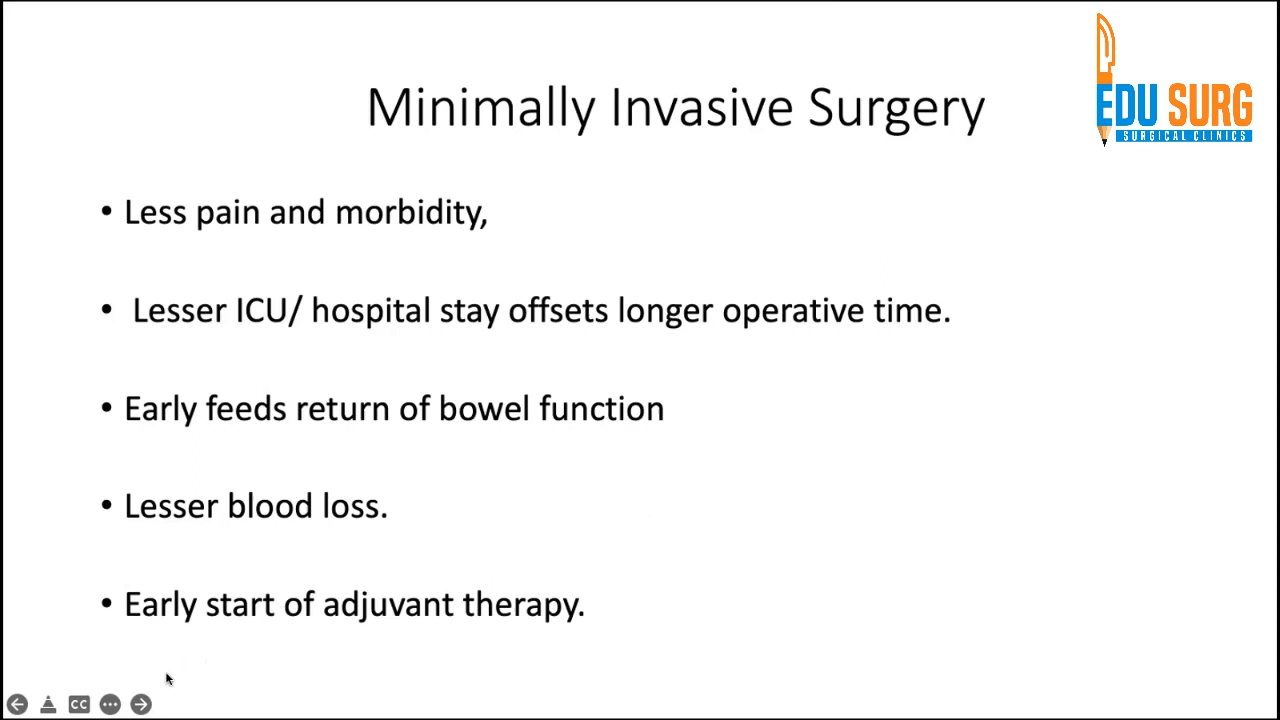 Minimally Invasive Surgery
EDU SURG
SURGICAL CLINICS
• Less pain and morbidity,
• Lesser ICU/ hospital stay offsets longer operative time.
• Early feeds return of bowel function
• Lesser blood loss.
• Early start of adjuvant therapy.
CC